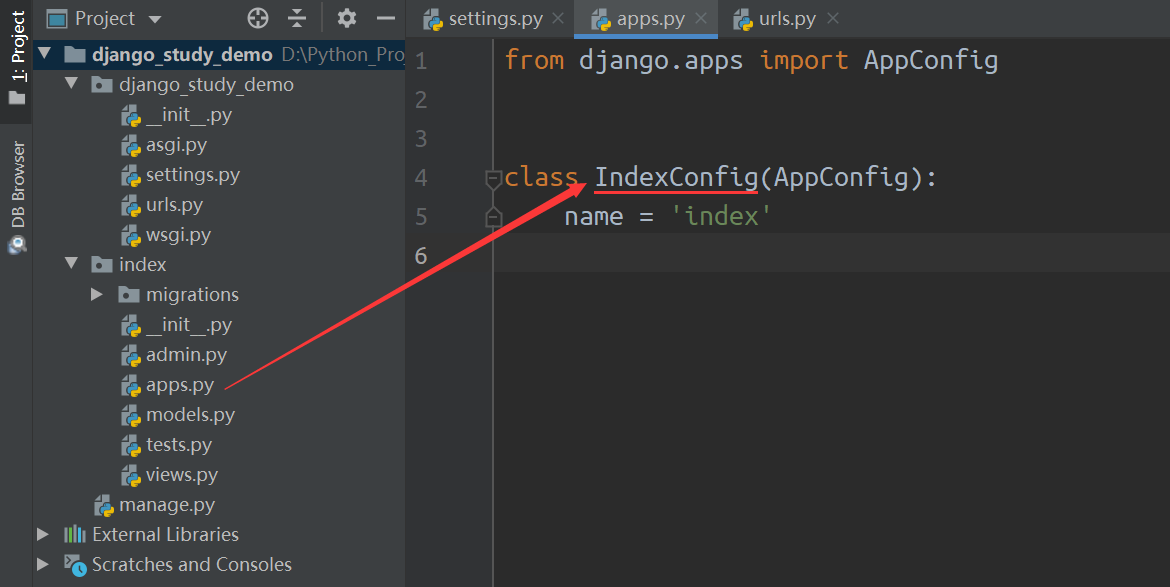 1: Project
DB Browser
Project
django_study_demo D:\Python_Pro
django_study_demo
__init__.py
asgi.py
settings.py
urls.py
wsgi.py
index
migrations
__init__.py
admin.py
apps.py
models.py
tests.py
views.py
manage.py
External Libraries
Scratches and Consoles
settings.py apps.py urls.py
1 from django.apps import AppConfig
2
3
4 class IndexConfig(AppConfig):
5     name = 'index'
6